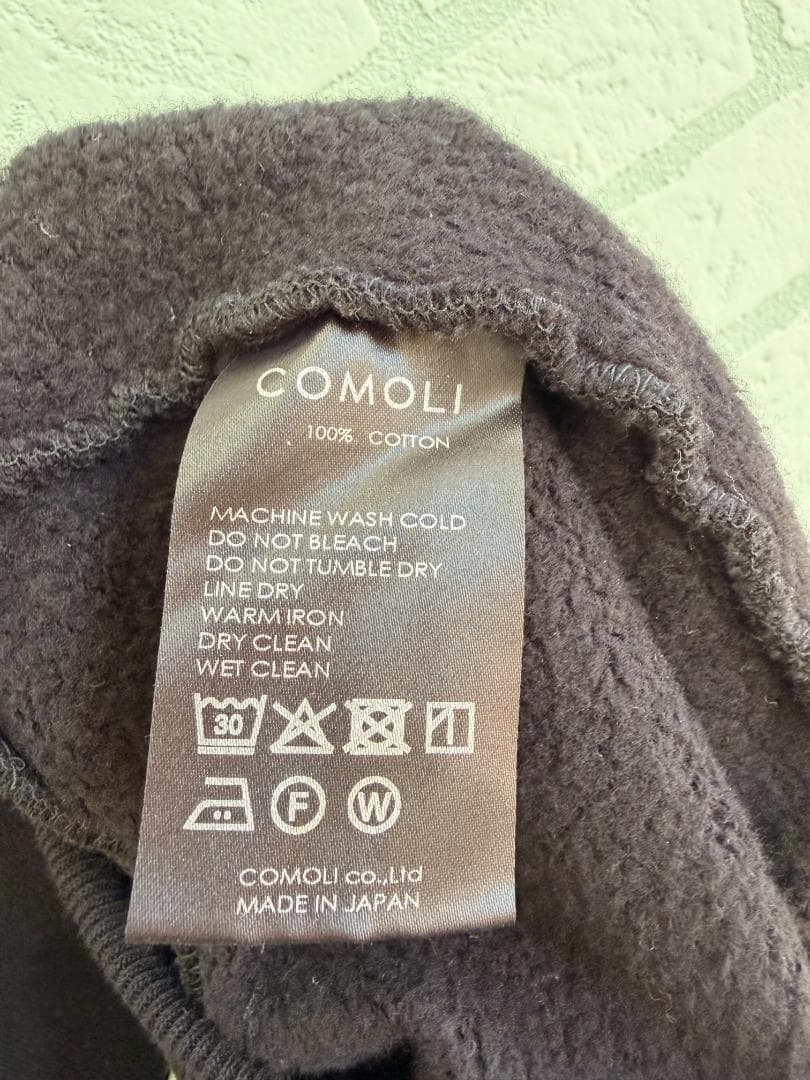 COMOLI
100% COTTON
MACHINE WASH COLD
DO NOT BLEACH
DO NOT TUMBLE DRY
LINE DRY
WARM IRON
DRY CLEAN
WET CLEAN
30
F W
COMOLI co.,Ltd
MADE IN JAPAN